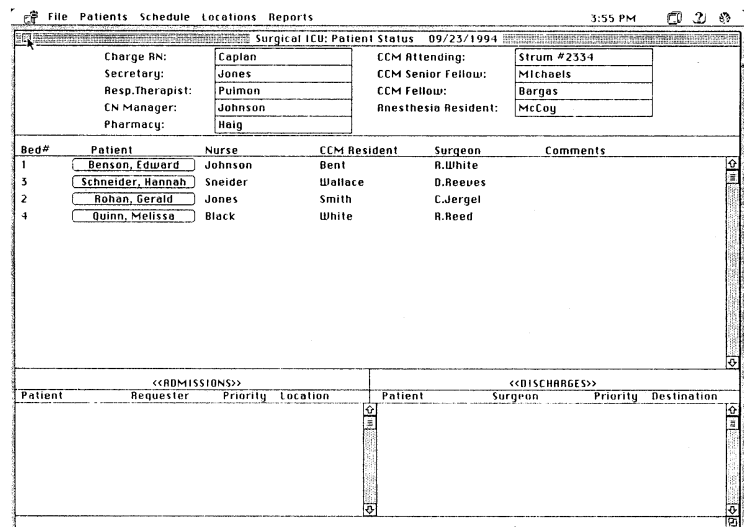 File Patients Schedule Locations Reports 3:55 PM
Surgical ICU: Patient Status 09/23/1994
Charge RN: Caplan CCM Attending: Strum #2334
Secretary: Jones CCM Senior Fellow: MIchaels
Resp.Therapist: Pulmon CCM Fellow: Bargas
CN Manager: Johnson Anesthesia Resident: McCoy
Pharmacy: Haig
Bed# Patient Nurse CCM Resident Surgeon Comments
1 Benson, Edward Johnson Bent R.White
3 Schneider, Hannah Sneider Wallace D.Reeves
2 Rohan, Gerald Jones Smith C.Jergel
4 Quinn, Melissa Black White R.Reed
<<ADMISSIONS>> <<DISCHARGES>>
Patient Requester Priority Location Patient Surgeon Priority Destination